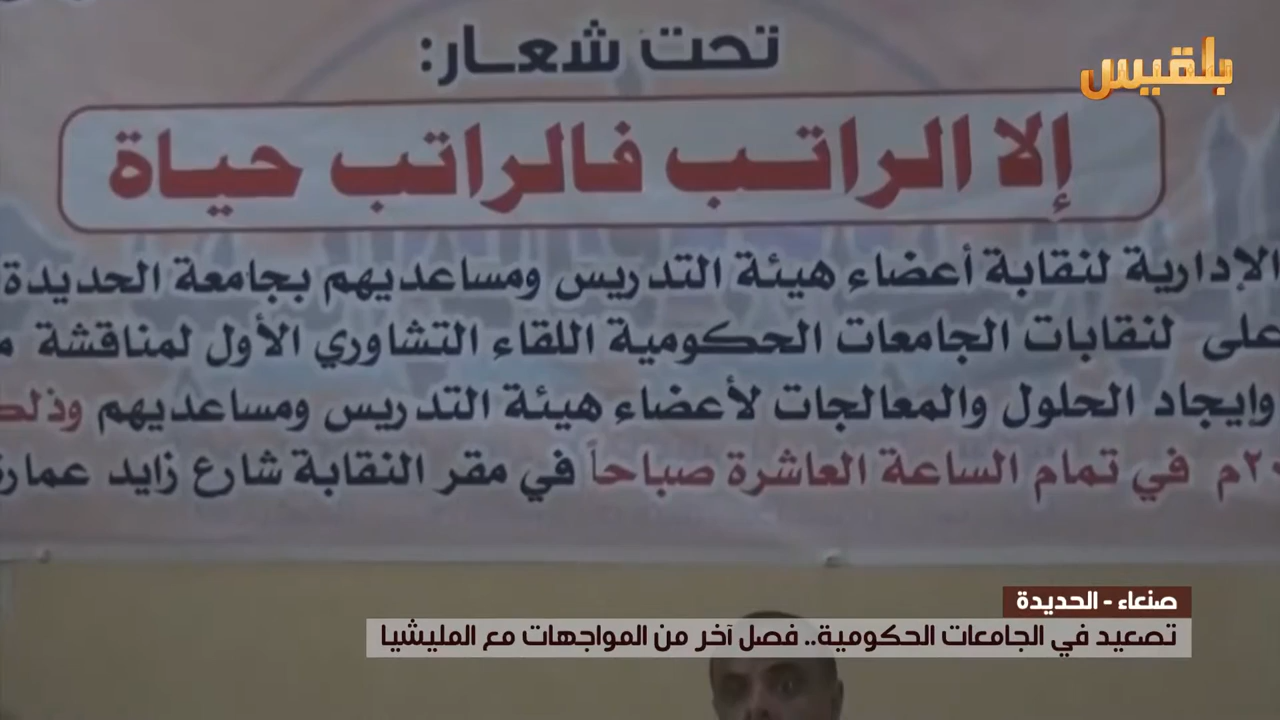 تحت شعار:
بلقيس
إلا الراتب فالراتب حياة
الإدارية لنقابة أعضاء هيئة التدريس ومساعديهم بجامعة الحديدة
على لنقابات الجامعات الحكومية اللقاء التشاوري الأول لمناقشة
وايجاد الحلول والمعالجات لأعضاء هيئة التدريس ومساعديهم
في تمام الساعة العاشرة صباحاً في مقر النقابة شارع زايد
صنعاء - الحديدة
تصعيد في الجامعات الحكومية.. فصل آخر من المواجهات مع المليشيا